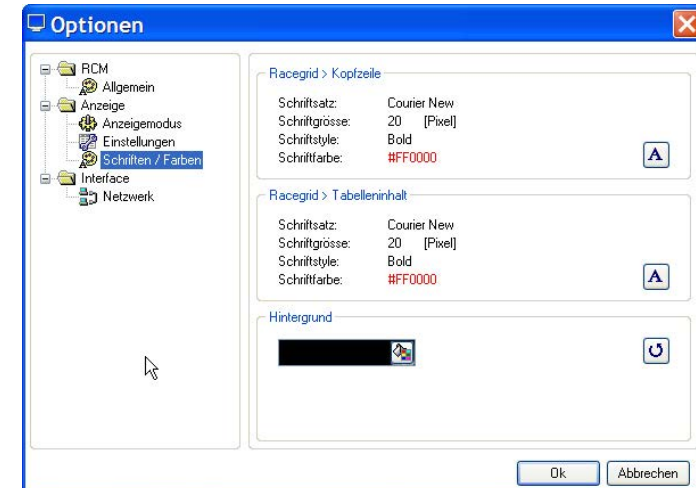 Optionen
RCM
Allgemein
Anzeige
Anzeigemodus
Einstellungen
Schriften / Farben
Interface
Netzwerk
Racegrid > Kopfzeile
Schriftsatz: Courier New
Schriftgrösse: 20 [Pixel]
Schriftstyle: Bold
Schriftfarbe: #FF0000
A
Racegrid > Tabelleninhalt
Schriftsatz: Courier New
Schriftgrösse: 20 [Pixel]
Schriftstyle: Bold
Schriftfarbe: #FF0000
A
Hintergrund
Ok Abbrechen